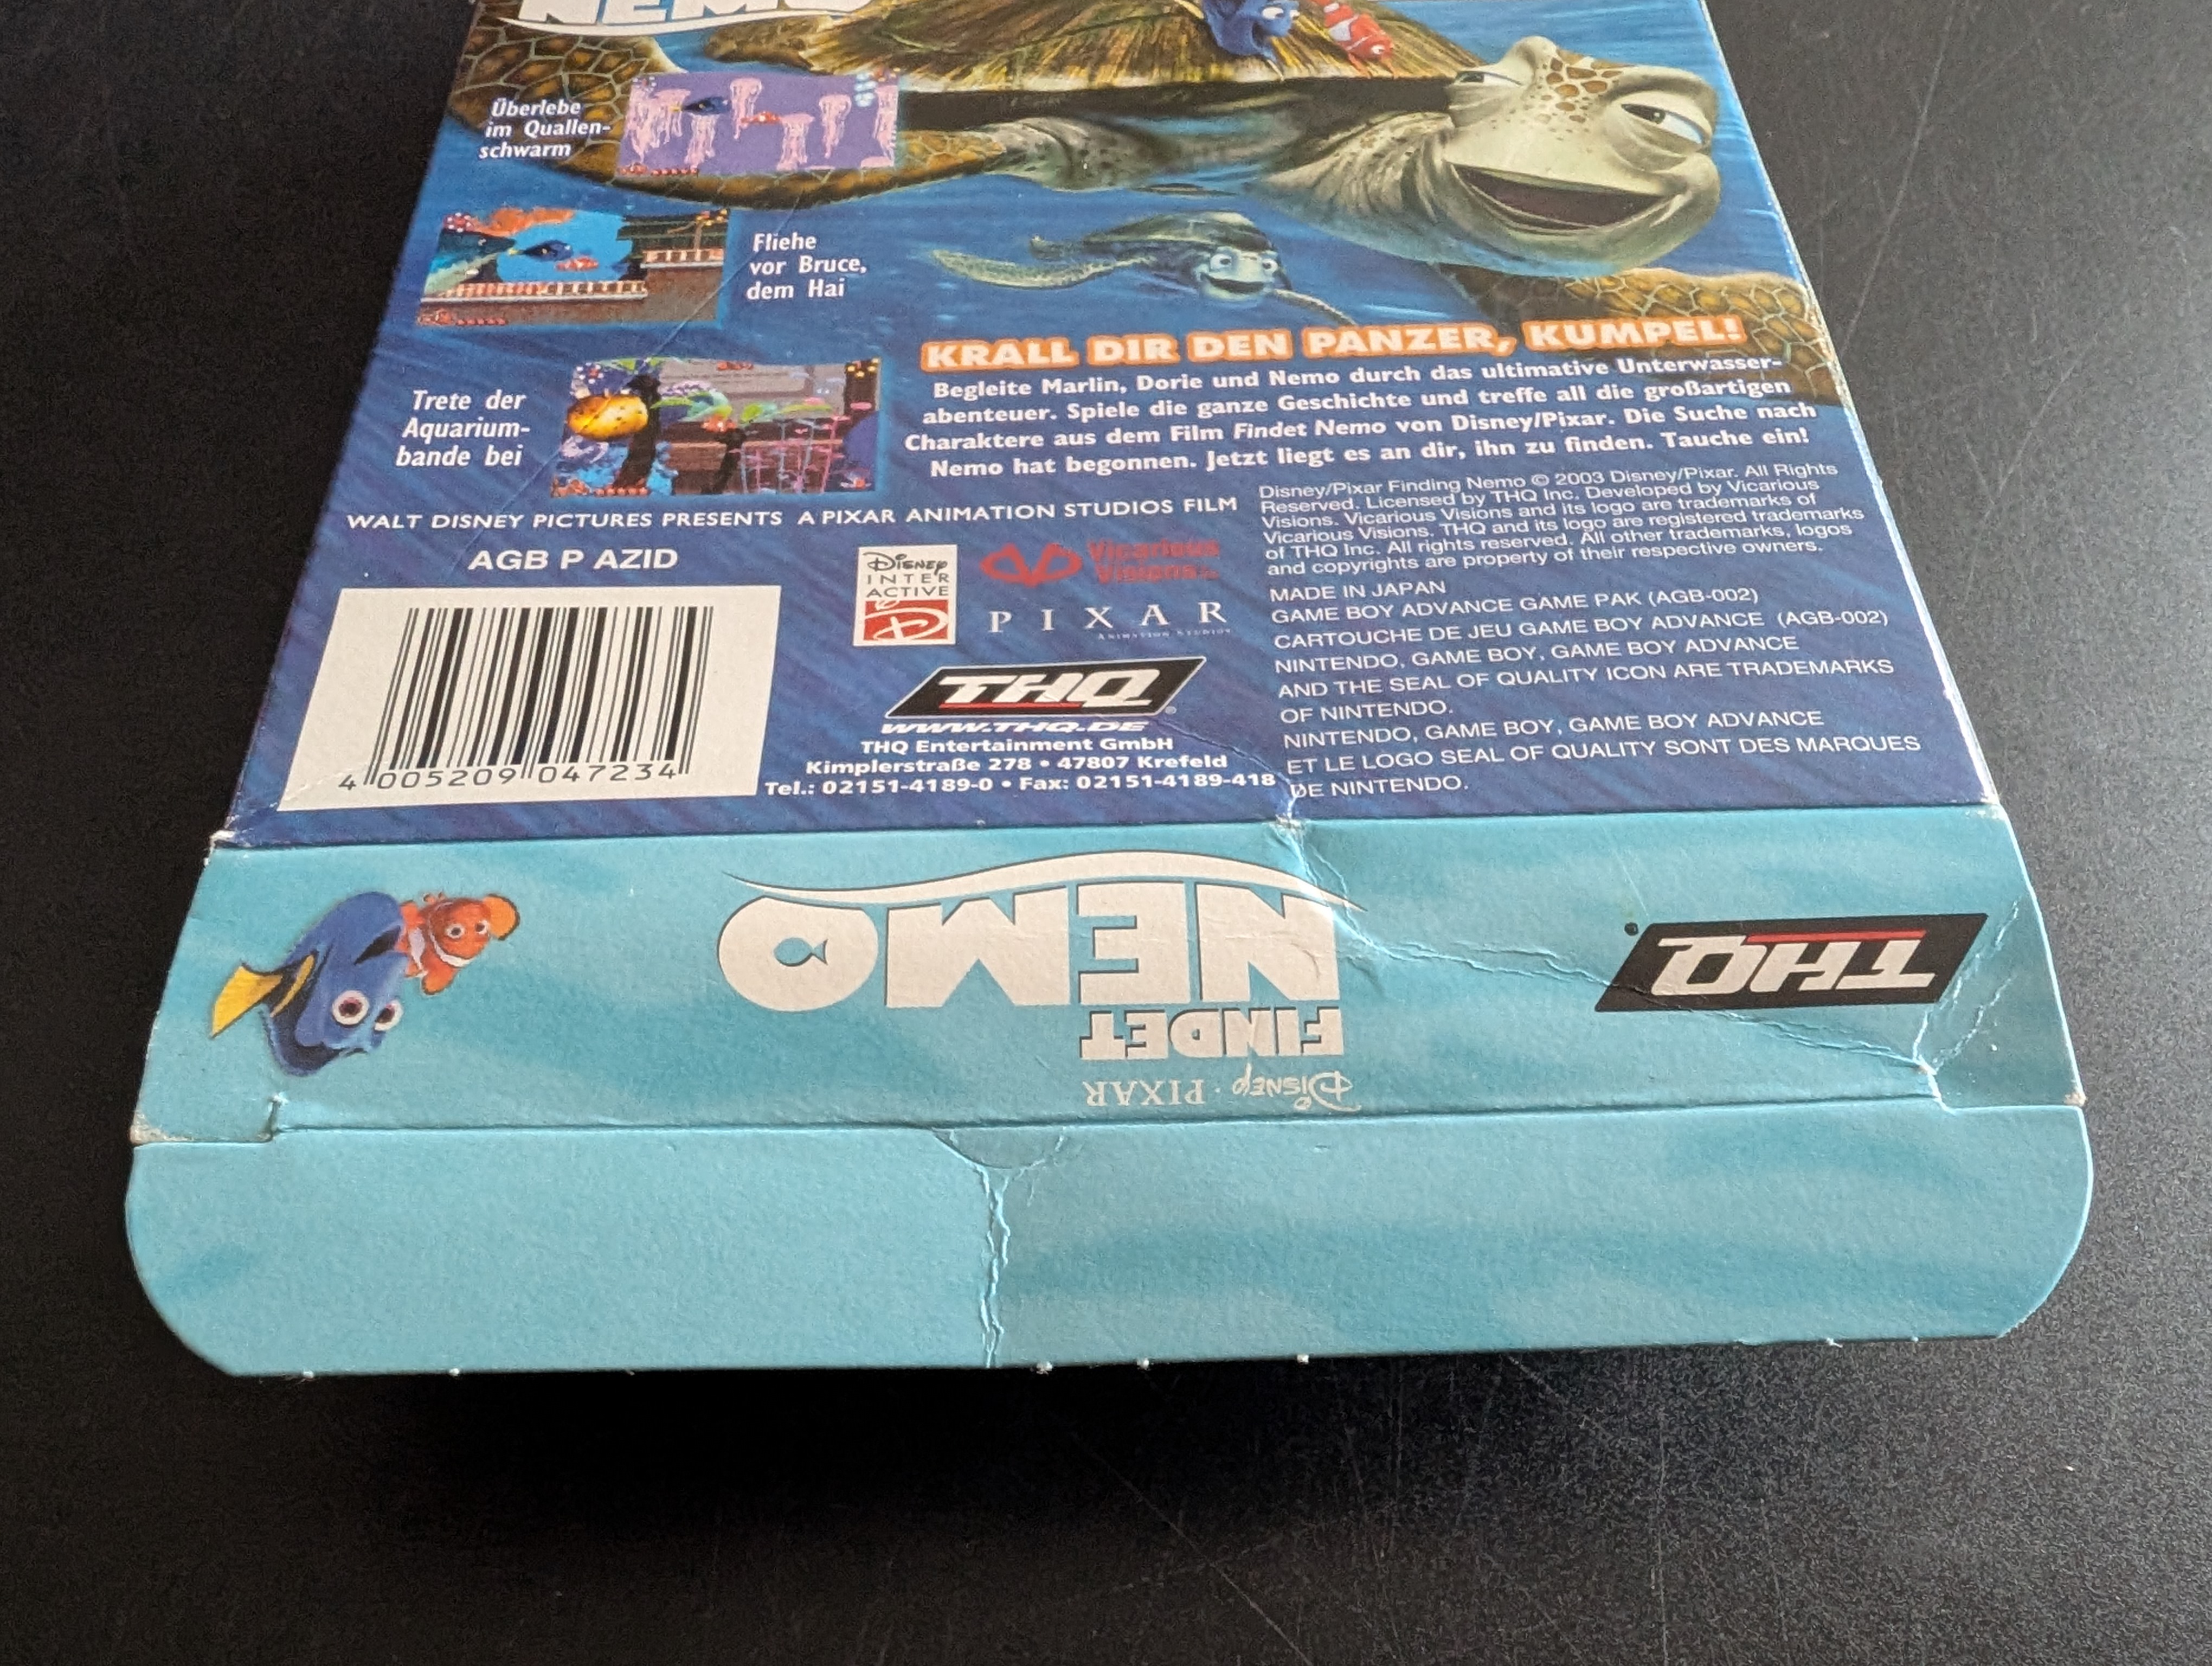 NEMO
Überlebe
im Quallen-
schwarm
Fliehe
vor Bruce,
dem Hai
Trete der
Aquarium-
bande bei
KRALL DIR DEN PANZER, KUMPEL!
Begleite Marlin, Dorie und Nemo durch das ultimative Unterwasser-
abenteuer. Spiele die ganze Geschichte und treffe all die großartigen
Charaktere aus dem Film Findet Nemo von Disney/Pixar. Die Suche nach
Nemo hat begonnen. Jetzt liegt es an dir, ihn zu finden. Tauche ein!
WALT DISNEY PICTURES PRESENTS A PIXAR ANIMATION STUDIOS FILM
Disney/Pixar Finding Nemo © 2003 Disney/Pixar. All Rights
Reserved. Licensed by THQ Inc. Developed by Vicarious
Visions. Vicarious Visions and its logo are trademarks of
Vicarious Visions. THQ and its logo are registered trademarks
of THQ Inc. All rights reserved. All other trademarks, logos
and copyrights are property of their respective owners.
AGB P AZID
4 005209 047234
DISNEY
INTER
ACTIVE
Vicarious
Visions
PIXAR
ANIMATION STUDIOS
THQ
WWW.THQ.DE
THQ Entertainment GmbH
Kimplerstraße 278 • 47807 Krefeld
Tel.: 02151-4189-0 • Fax: 02151-4189-418
MADE IN JAPAN
GAME BOY ADVANCE GAME PAK (AGB-002)
CARTOUCHE DE JEU GAME BOY ADVANCE (AGB-002)
NINTENDO, GAME BOY, GAME BOY ADVANCE
AND THE SEAL OF QUALITY ICON ARE TRADEMARKS
OF NINTENDO.
NINTENDO, GAME BOY, GAME BOY ADVANCE
ET LE LOGO SEAL OF QUALITY SONT DES MARQUES
DE NINTENDO.
THQ
DISNEY · PIXAR
FINDET
NEMO